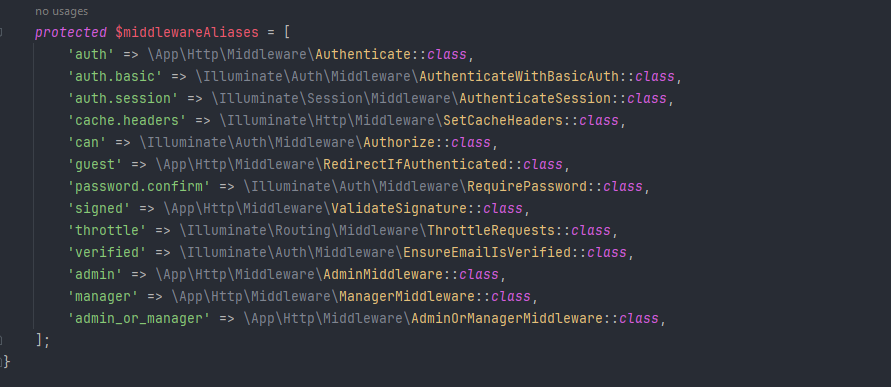 no usages
protected $middlewareAliases = [
'auth' => \App\Http\Middleware\Authenticate::class,
'auth.basic' => \Illuminate\Auth\Middleware\AuthenticateWithBasicAuth::class,
'auth.session' => \Illuminate\Session\Middleware\AuthenticateSession::class,
'cache.headers' => \Illuminate\Http\Middleware\SetCacheHeaders::class,
'can' => \Illuminate\Auth\Middleware\Authorize::class,
'guest' => \App\Http\Middleware\RedirectIfAuthenticated::class,
'password.confirm' => \Illuminate\Auth\Middleware\RequirePassword::class,
'signed' => \App\Http\Middleware\ValidateSignature::class,
'throttle' => \Illuminate\Routing\Middleware\ThrottleRequests::class,
'verified' => \Illuminate\Auth\Middleware\EnsureEmailIsVerified::class,
'admin' => \App\Http\Middleware\AdminMiddleware::class,
'manager' => \App\Http\Middleware\ManagerMiddleware::class,
'admin_or_manager' => \App\Http\Middleware\AdminOrManagerMiddleware::class,
];
}